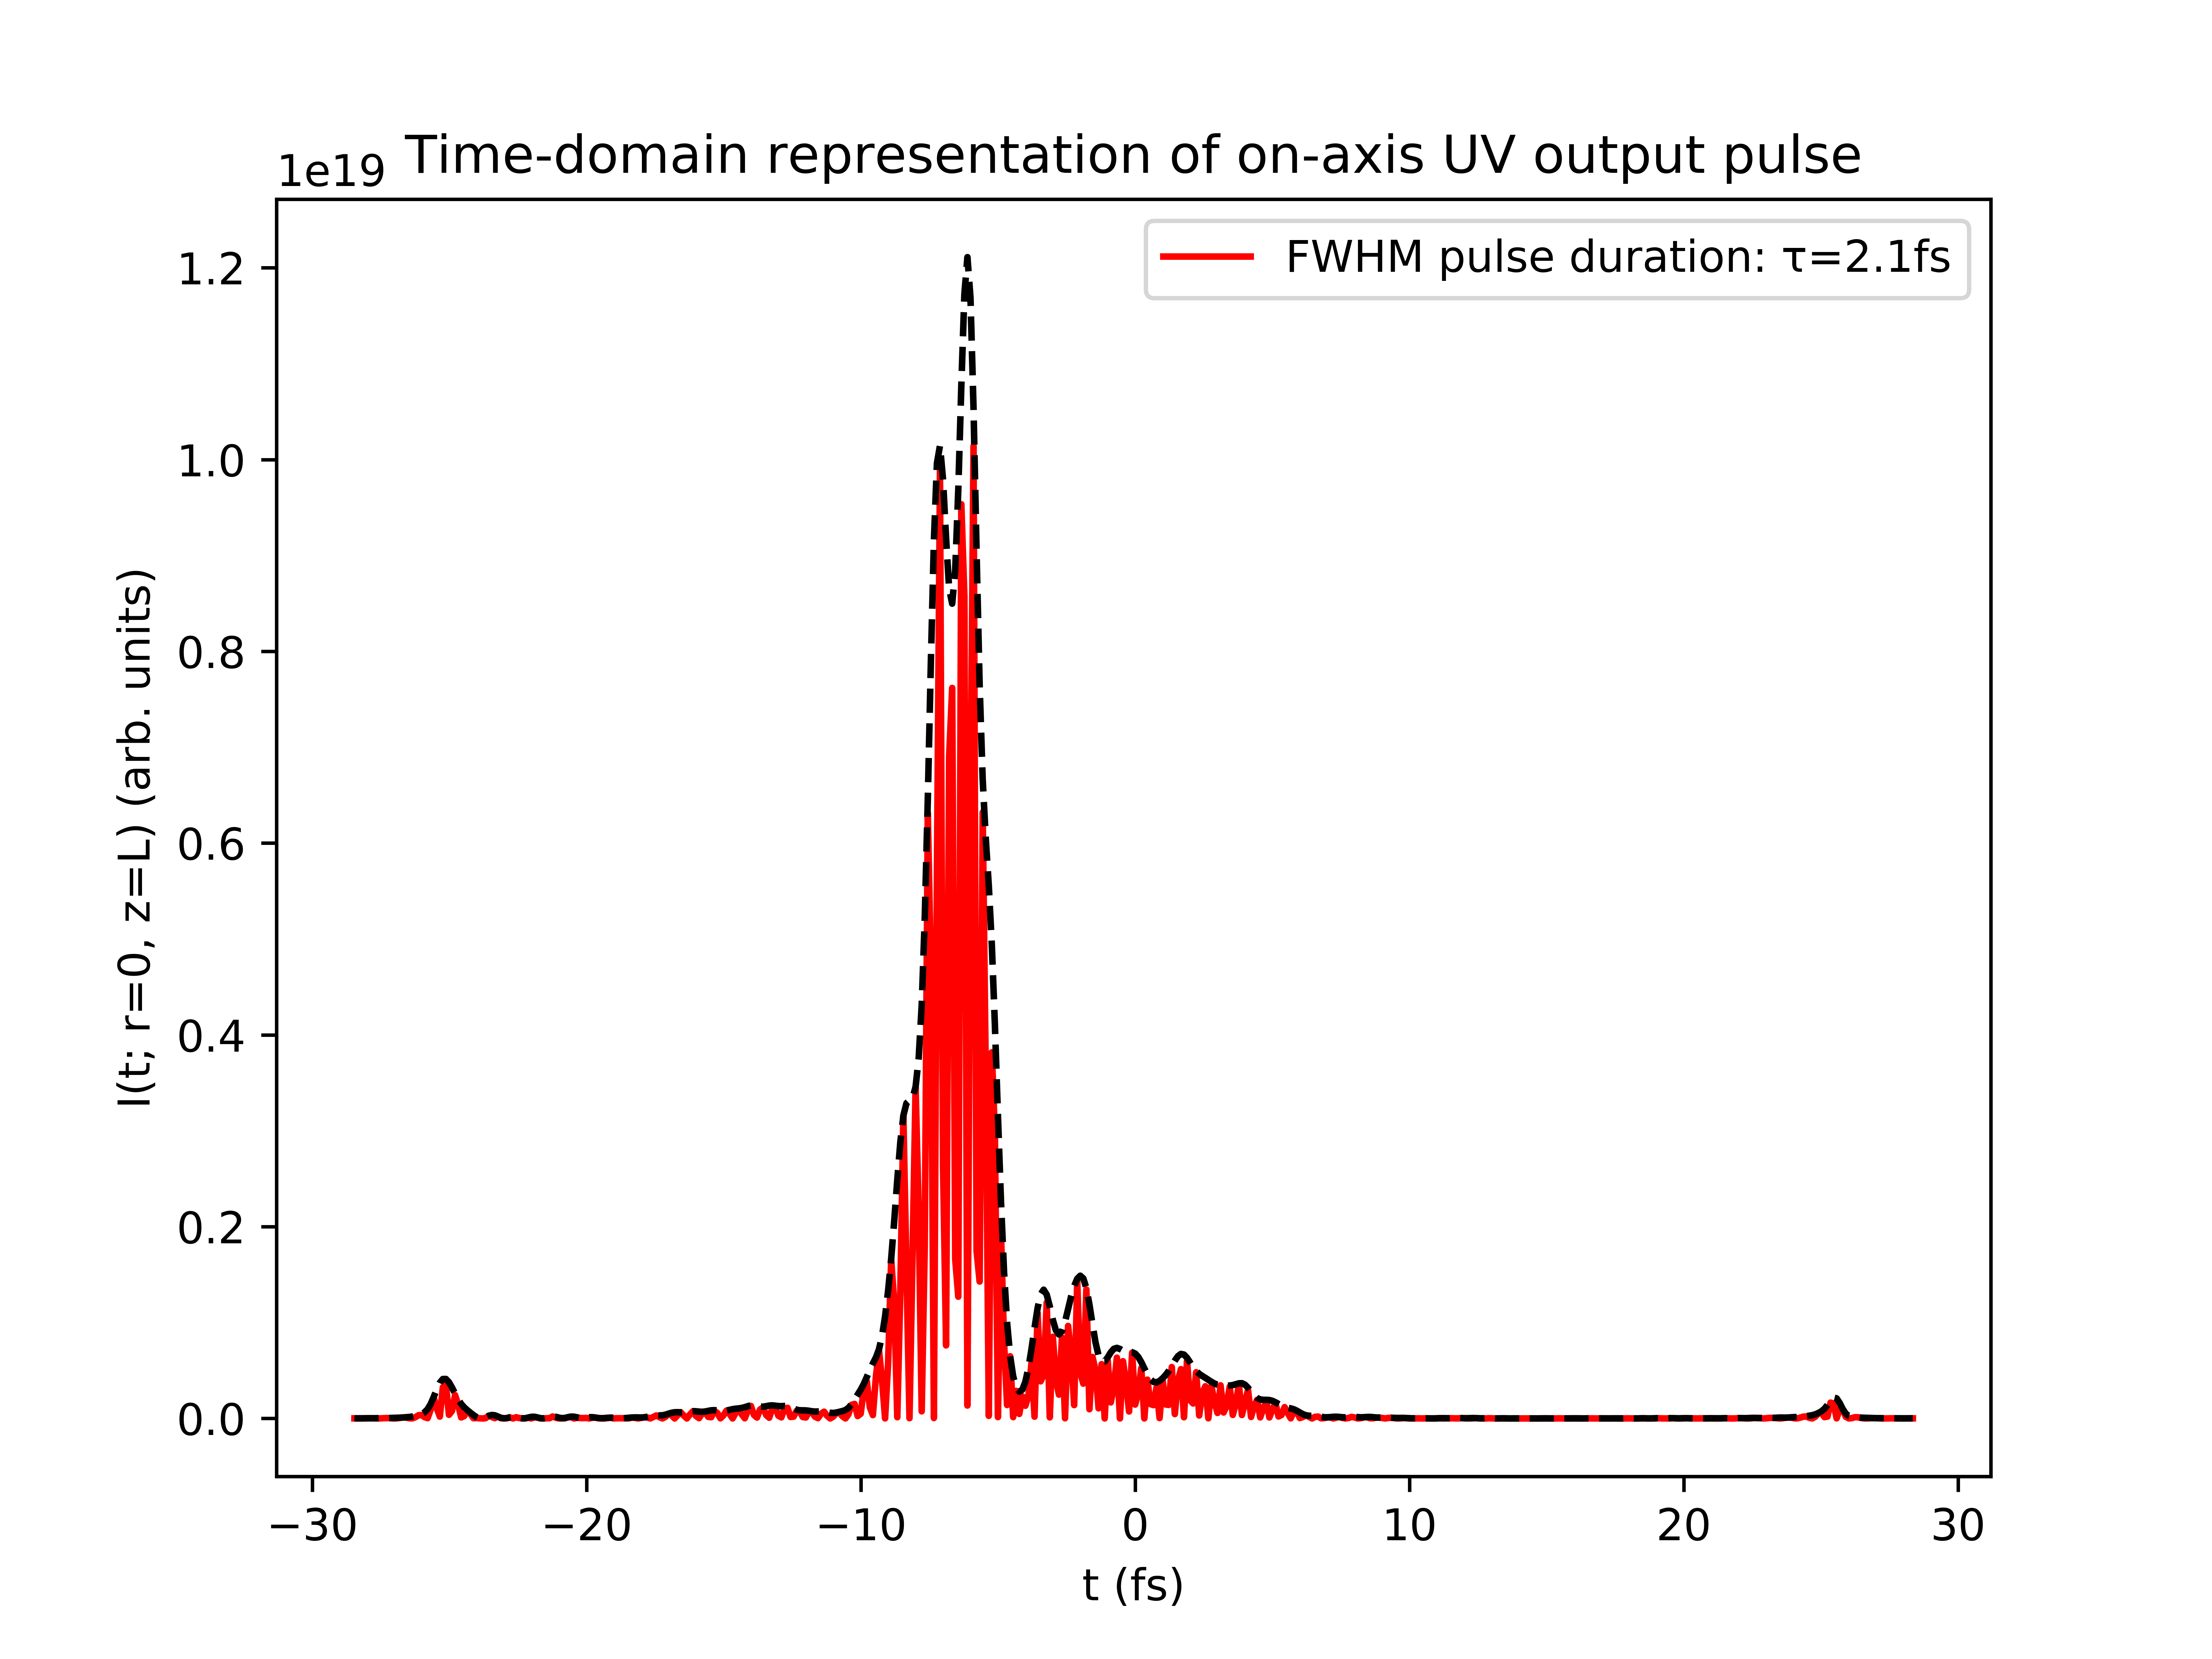 Time-domain representation of on-axis UV output pulse
1e19
FWHM pulse duration: τ=2.1fs
1.2
1.0
0.8
0.6
0.4
0.2
0.0
I(t; r=0, z=L) (arb. units)
−30 −20 −10 0 10 20 30
t (fs)